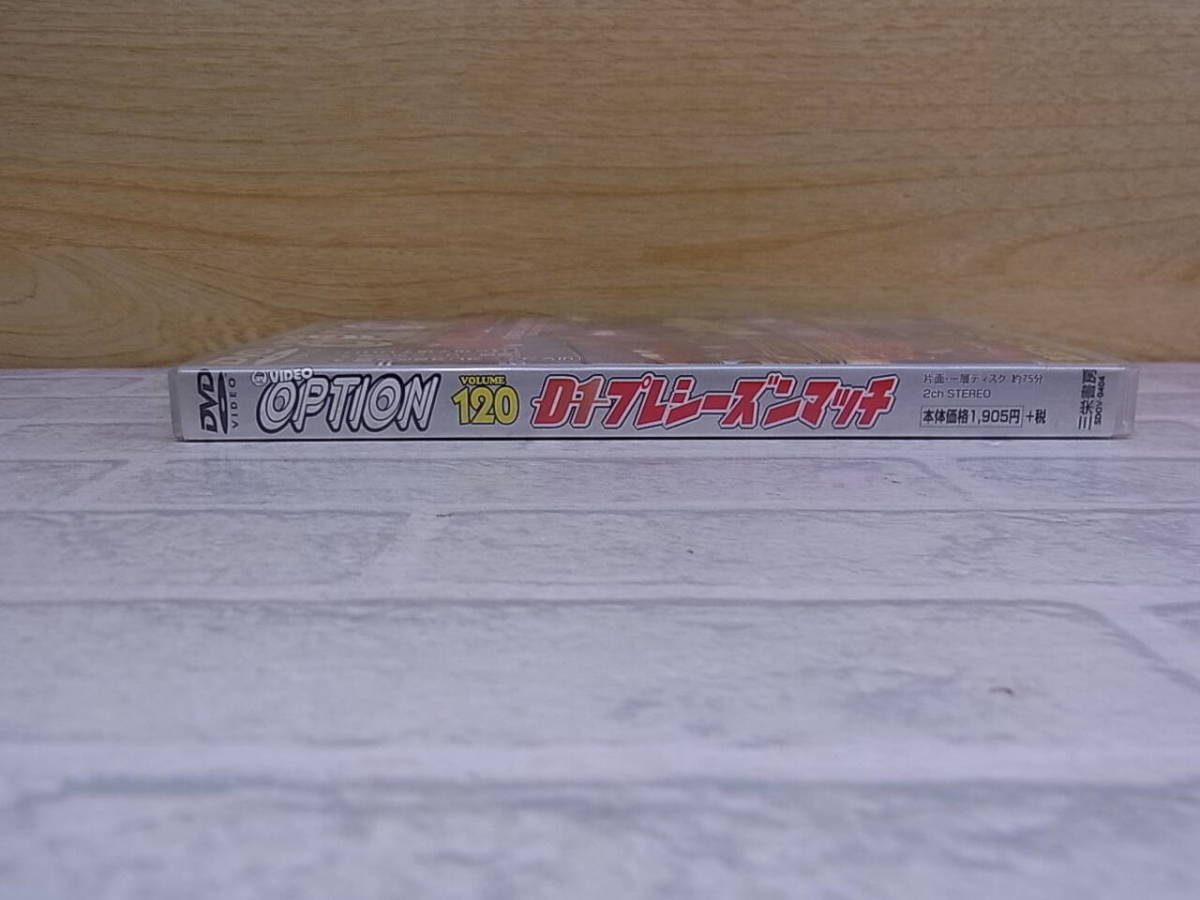 DVD
VIDEO
VIDEO
OPTION
VOLUME
120
D1プレシーズンマッチ
片面・一層ディスク 約75分
2ch STEREO
本体価格1,905円 +税
三栄書房
SDOV-0404